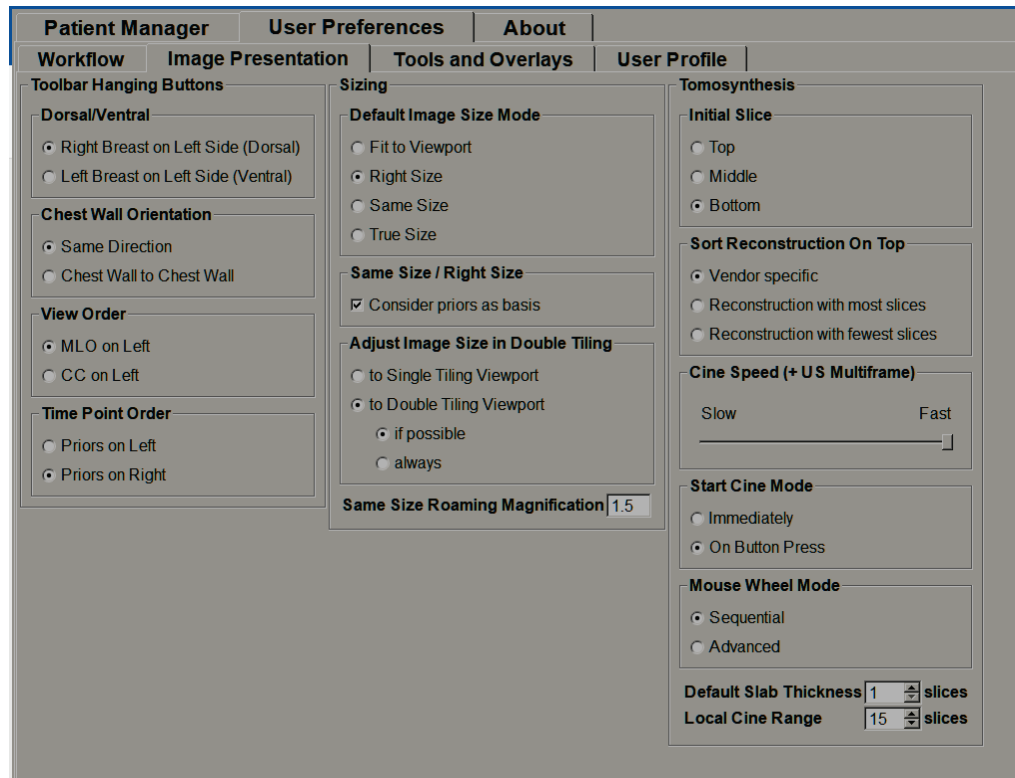 Patient Manager
User Preferences
About
Workflow
Image Presentation
Tools and Overlays
User Profile
Toolbar Hanging Buttons
Dorsal/Ventral
Right Breast on Left Side (Dorsal)
Left Breast on Left Side (Ventral)
Chest Wall Orientation
Same Direction
Chest Wall to Chest Wall
View Order
MLO on Left
CC on Left
Time Point Order
Priors on Left
Priors on Right
Sizing
Default Image Size Mode
Fit to Viewport
Right Size
Same Size
True Size
Same Size / Right Size
Consider priors as basis
Adjust Image Size in Double Tiling
to Single Tiling Viewport
to Double Tiling Viewport
if possible
always
Same Size Roaming Magnification 1.5
Tomosynthesis
Initial Slice
Top
Middle
Bottom
Sort Reconstruction On Top
Vendor specific
Reconstruction with most slices
Reconstruction with fewest slices
Cine Speed (+ US Multiframe)
Slow Fast
Start Cine Mode
Immediately
On Button Press
Mouse Wheel Mode
Sequential
Advanced
Default Slab Thickness 1 slices
Local Cine Range 15 slices